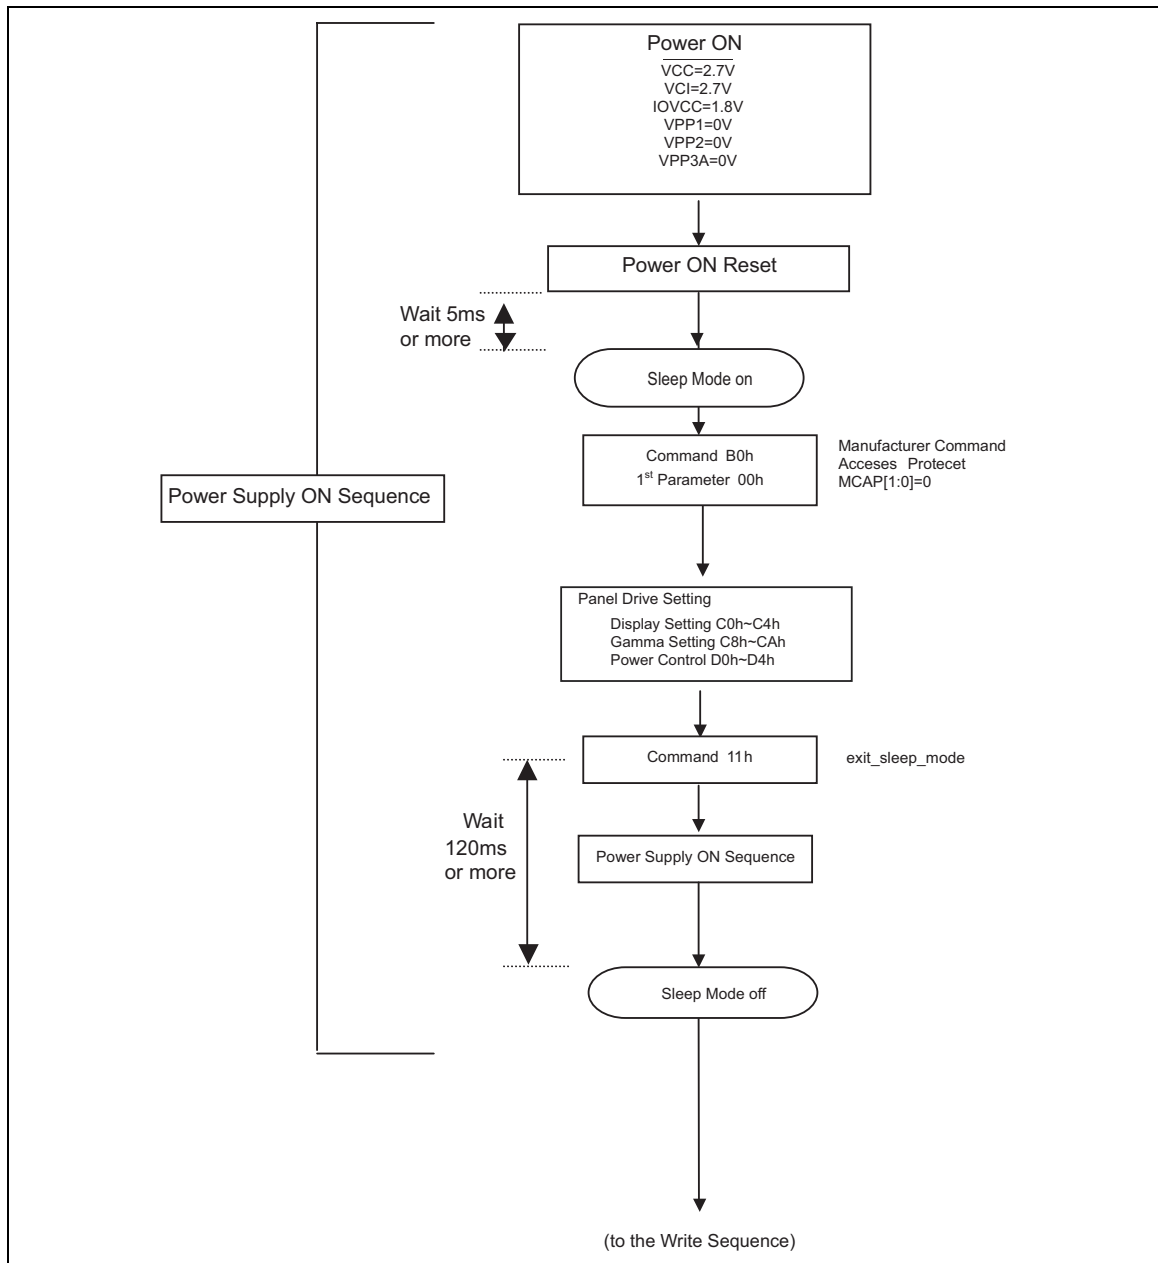 Power ON
VCC=2.7V
VCI=2.7V
IOVCC=1.8V
VPP1=0V
VPP2=0V
VPP3A=0V
Power ON Reset
Wait 5ms
or more
Sleep Mode on
Command B0h
1st Parameter 00h
Manufacturer Command
Acceses Protecet
MCAP[1:0]=0
Power Supply ON Sequence
Panel Drive Setting
Display Setting C0h~C4h
Gamma Setting C8h~CAh
Power Control D0h~D4h
Command 11h
exit_sleep_mode
Wait
120ms
or more
Power Supply ON Sequence
Sleep Mode off
(to the Write Sequence)